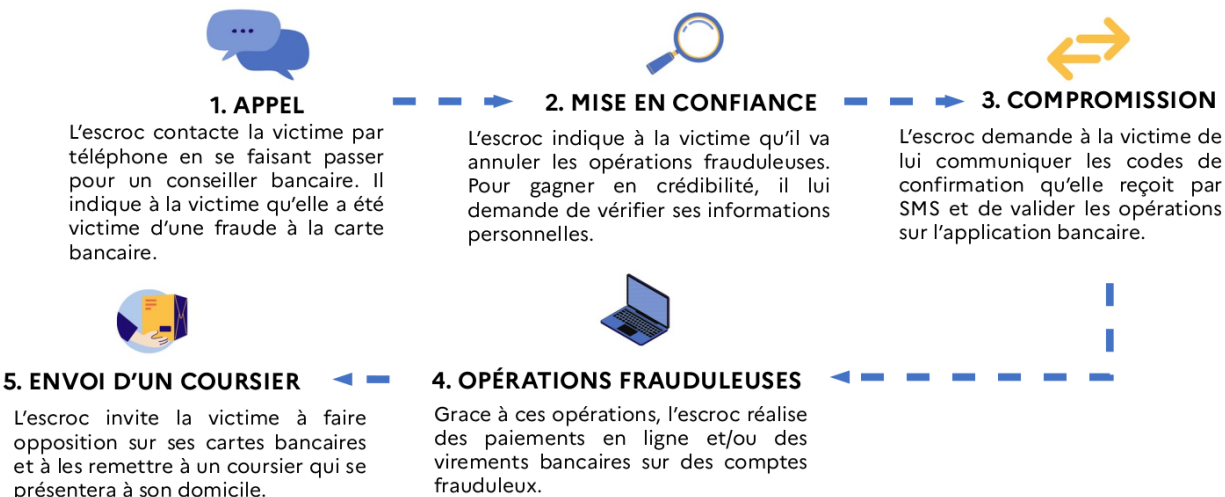 1. APPEL
L'escroc contacte la victime par
téléphone en se faisant passer
pour un conseiller bancaire. Il
indique à la victime qu'elle a été
victime d'une fraude à la carte
bancaire.
2. MISE EN CONFIANCE
L'escroc indique à la victime qu'il va
annuler les opérations frauduleuses.
Pour gagner en crédibilité, il lui
demande de vérifier ses informations
personnelles.
3. COMPROMISSION
L'escroc demande à la victime de
lui communiquer les codes de
confirmation qu'elle reçoit par
SMS et de valider les opérations
sur l'application bancaire.
4. OPÉRATIONS FRAUDULEUSES
Grace à ces opérations, l'escroc réalise
des paiements en ligne et/ou des
virements bancaires sur des comptes
frauduleux.
5. ENVOI D'UN COURSIER
L'escroc invite la victime à faire
opposition sur ses cartes bancaires
et à les remettre à un coursier qui se
présentera à son domicile.